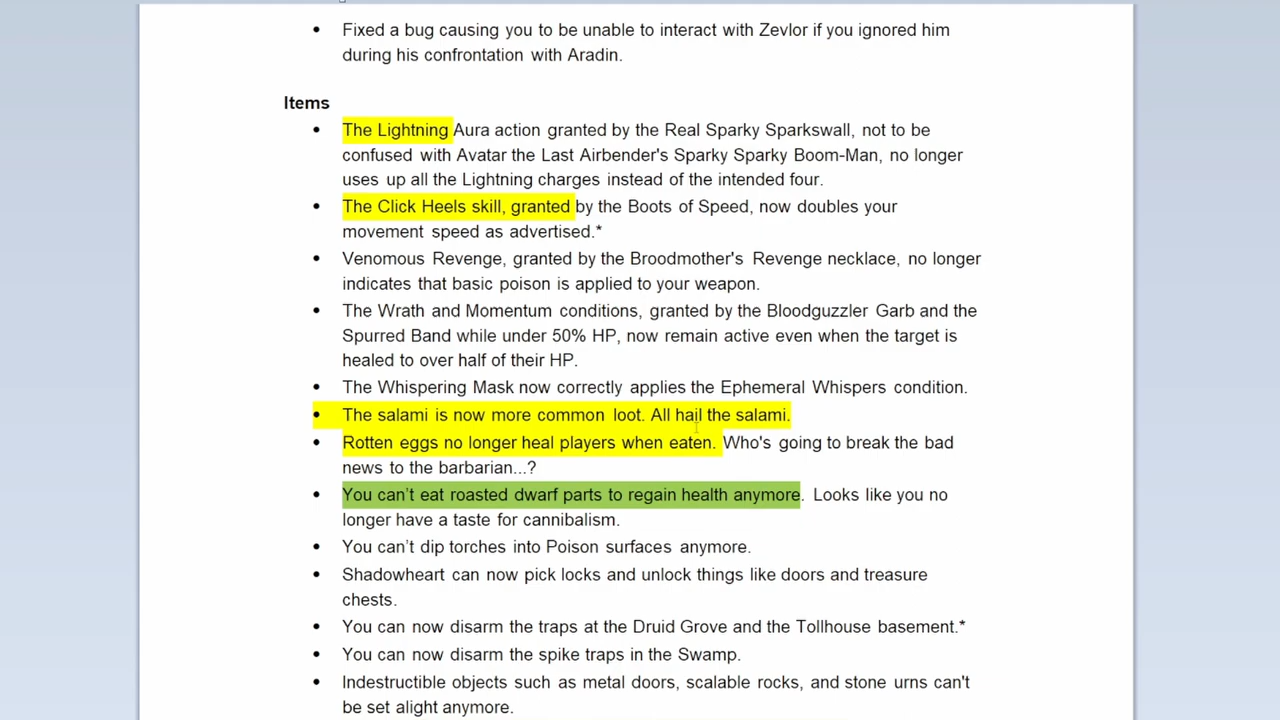 • Fixed a bug causing you to be unable to interact with Zevlor if you ignored him
during his confrontation with Aradin.
Items
• The Lightning Aura action granted by the Real Sparky Sparkswall, not to be
confused with Avatar the Last Airbender's Sparky Sparky Boom-Man, no longer
uses up all the Lightning charges instead of the intended four.
• The Click Heels skill, granted by the Boots of Speed, now doubles your
movement speed as advertised.*
• Venomous Revenge, granted by the Broodmother's Revenge necklace, no longer
indicates that basic poison is applied to your weapon.
• The Wrath and Momentum conditions, granted by the Bloodguzzler Garb and the
Spurred Band while under 50% HP, now remain active even when the target is
healed to over half of their HP.
• The Whispering Mask now correctly applies the Ephemeral Whispers condition.
• The salami is now more common loot. All hail the salami.
• Rotten eggs no longer heal players when eaten. Who's going to break the bad
news to the barbarian...?
• You can’t eat roasted dwarf parts to regain health anymore. Looks like you no
longer have a taste for cannibalism.
• You can’t dip torches into Poison surfaces anymore.
• Shadowheart can now pick locks and unlock things like doors and treasure
chests.
• You can now disarm the traps at the Druid Grove and the Tollhouse basement.*
• You can now disarm the spike traps in the Swamp.
• Indestructible objects such as metal doors, scalable rocks, and stone urns can't
be set alight anymore.